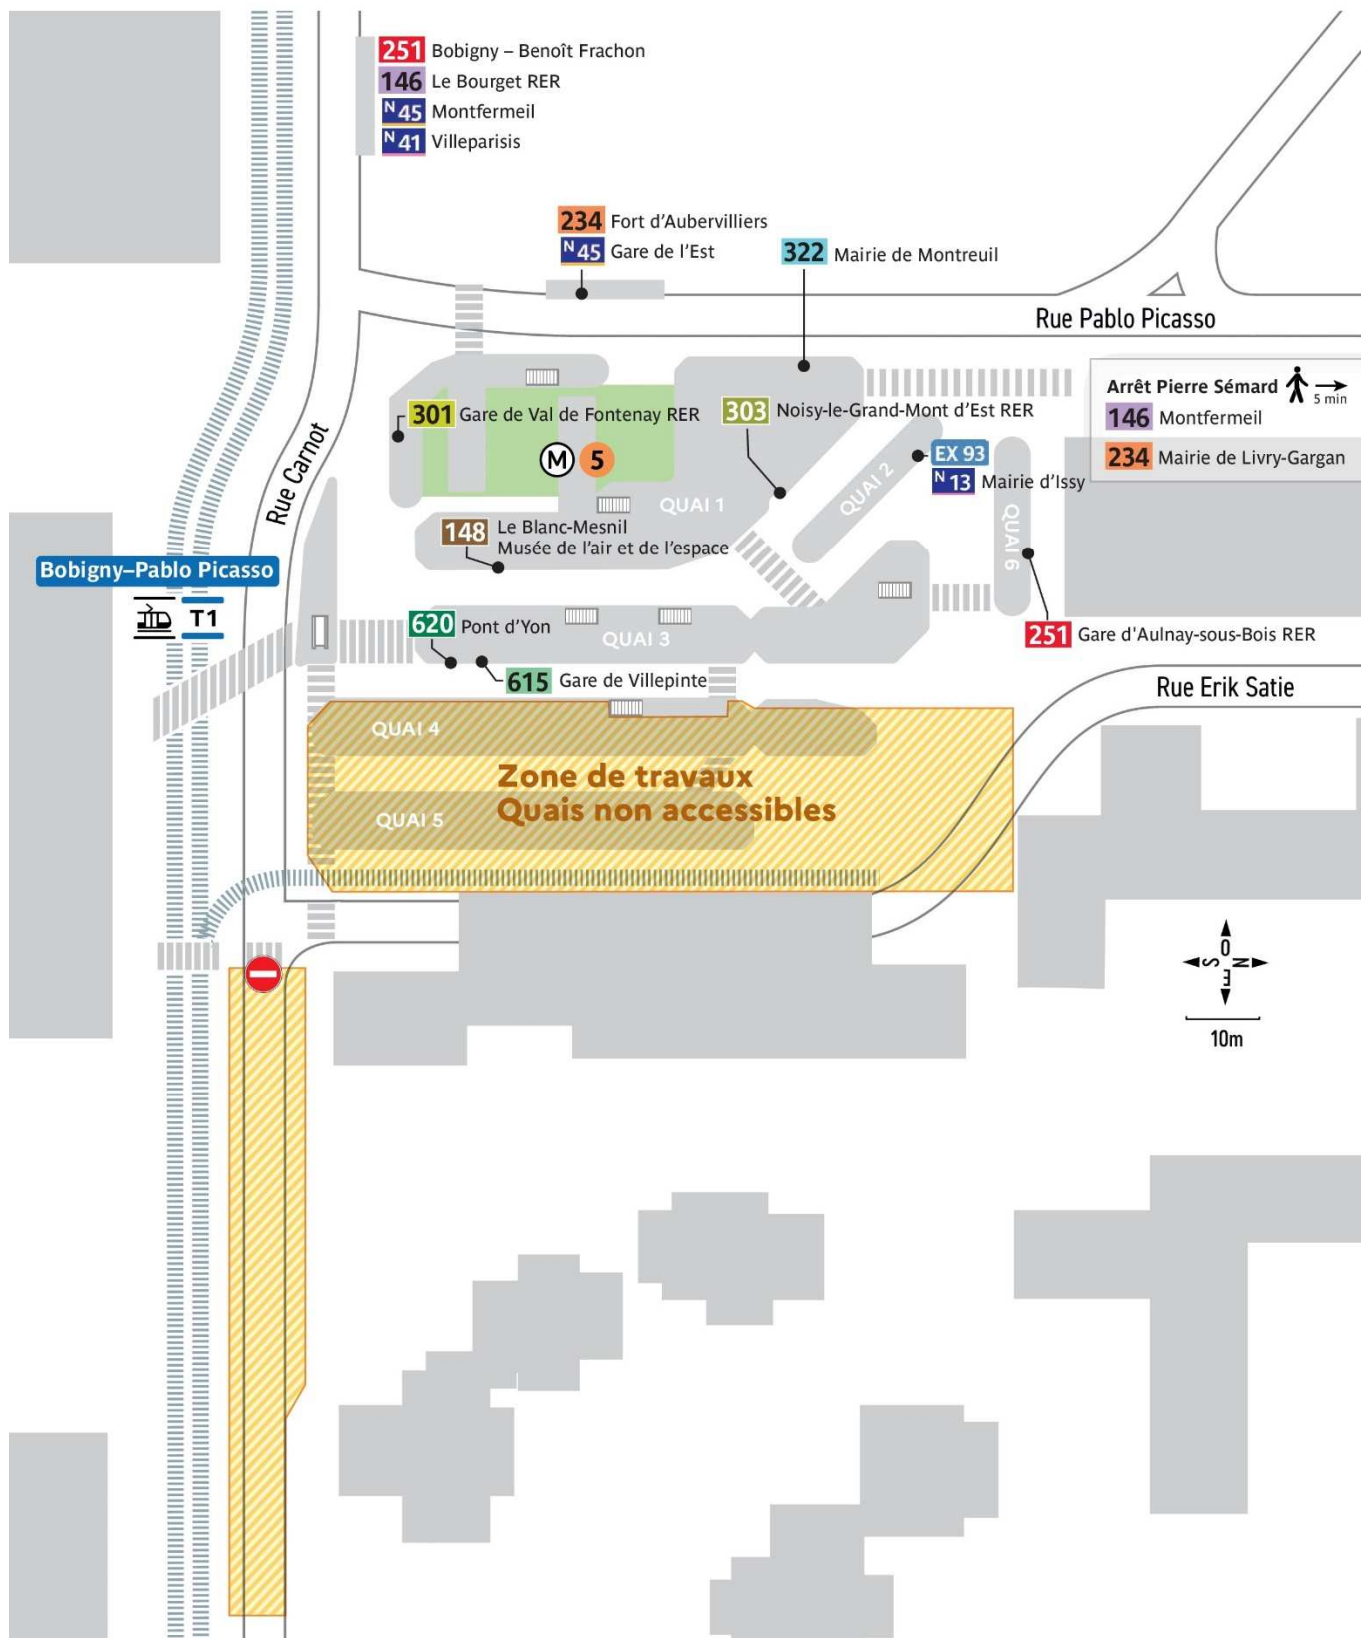 251 Bobigny – Benoît Frachon
146 Le Bourget RER
N 45 Montfermeil
N 41 Villeparisis
234 Fort d'Aubervilliers
N 45 Gare de l'Est
322 Mairie de Montreuil
Rue Pablo Picasso
Arrêt Pierre Sémard
5 min
146 Montfermeil
234 Mairie de Livry-Gargan
301 Gare de Val de Fontenay RER
303 Noisy-le-Grand-Mont d'Est RER
M 5
Rue Carnot
EX 93
N 13 Mairie d'Issy
QUAI 1
QUAI 2
QUAI 6
148 Le Blanc-Mesnil
Musée de l'air et de l'espace
Bobigny–Pablo Picasso
T1
620 Pont d'Yon
QUAI 3
251 Gare d'Aulnay-sous-Bois RER
615 Gare de Villepinte
Rue Erik Satie
QUAI 4
Zone de travaux
Quais non accessibles
QUAI 5
O
S N
E
10m